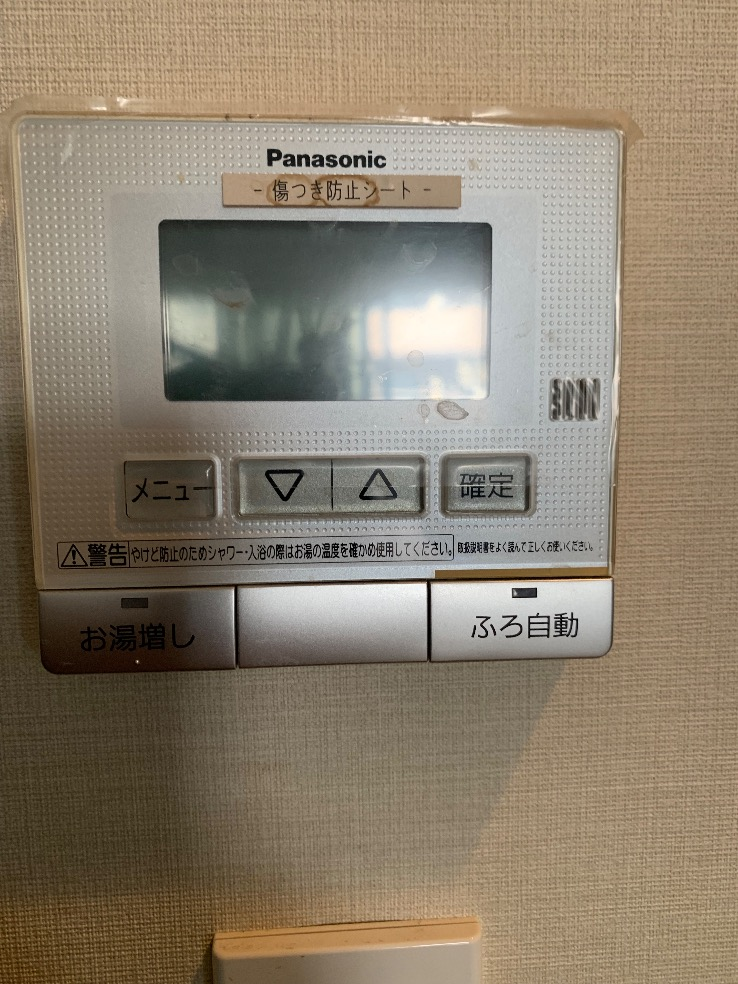 Panasonic
- 傷つき防止シート -
メニュー ▽ △ 確定
⚠警告 やけど防止のためシャワー・入浴の際はお湯の温度を確かめ使用してください。 取扱説明書をよく読んで正しくお使いください。
お湯増し ふろ自動